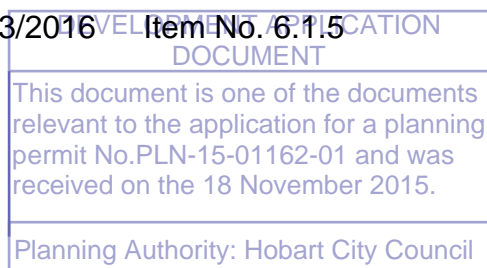 3/2016 Item No. 6.1.5
DEVELOPMENT APPLICATION
DOCUMENT
This document is one of the documents
relevant to the application for a planning
permit No.PLN-15-01162-01 and was
received on the 18 November 2015.
Planning Authority: Hobart City Council